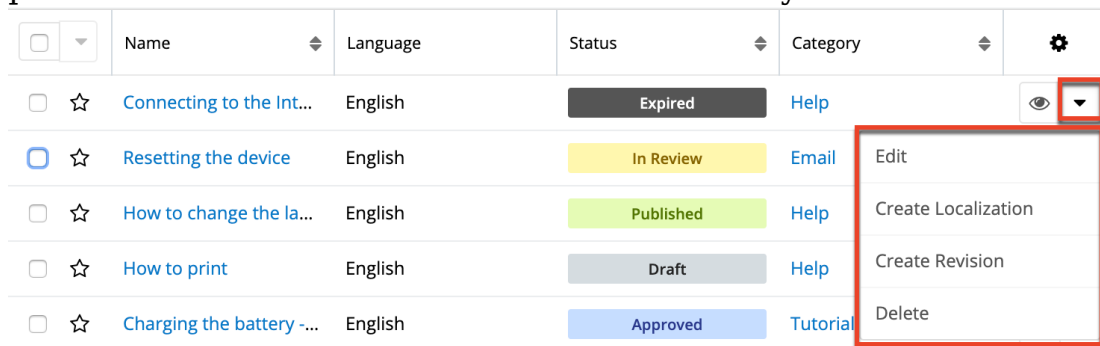 Name Language Status Category
Connecting to the Int... English Expired Help
Resetting the device English In Review Email Edit
How to change the la... English Published Help Create Localization
How to print English Draft Help Create Revision
Charging the battery -... English Approved Tutorial Delete